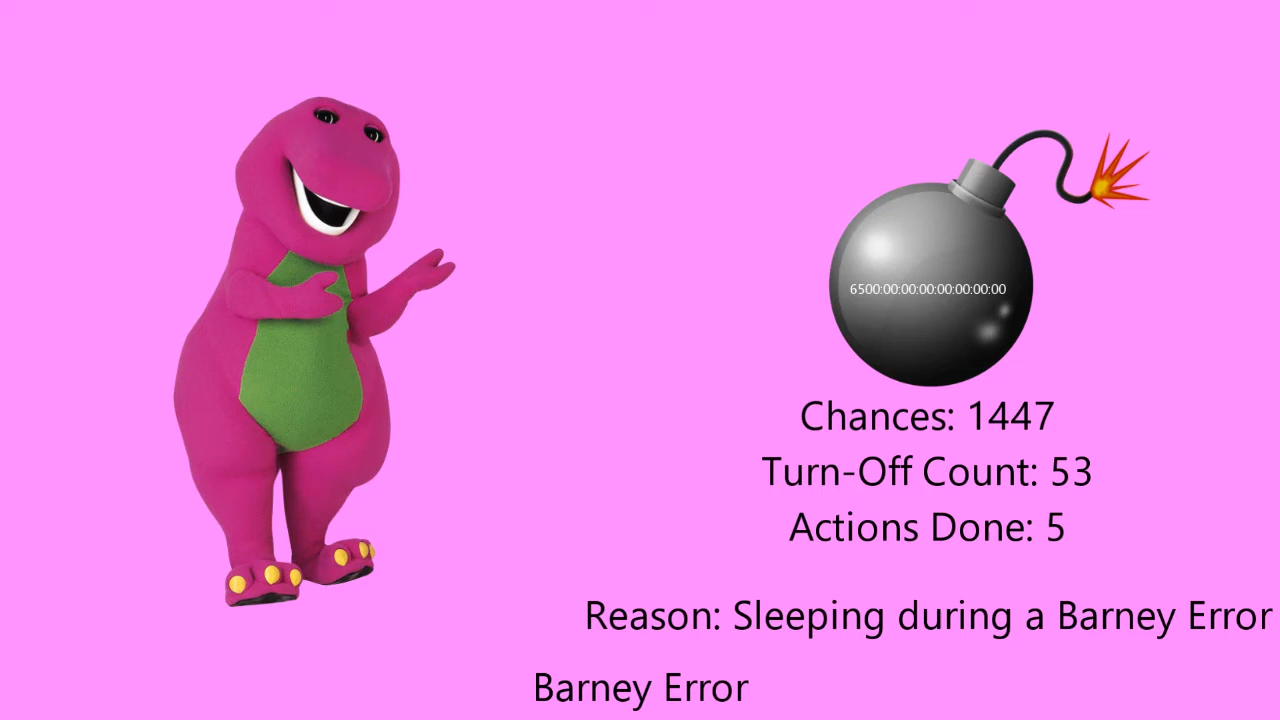 6500:00:00:00:00:00:00:00:00
Chances: 1447
Turn-Off Count: 53
Actions Done: 5
Reason: Sleeping during a Barney Error
Barney Error